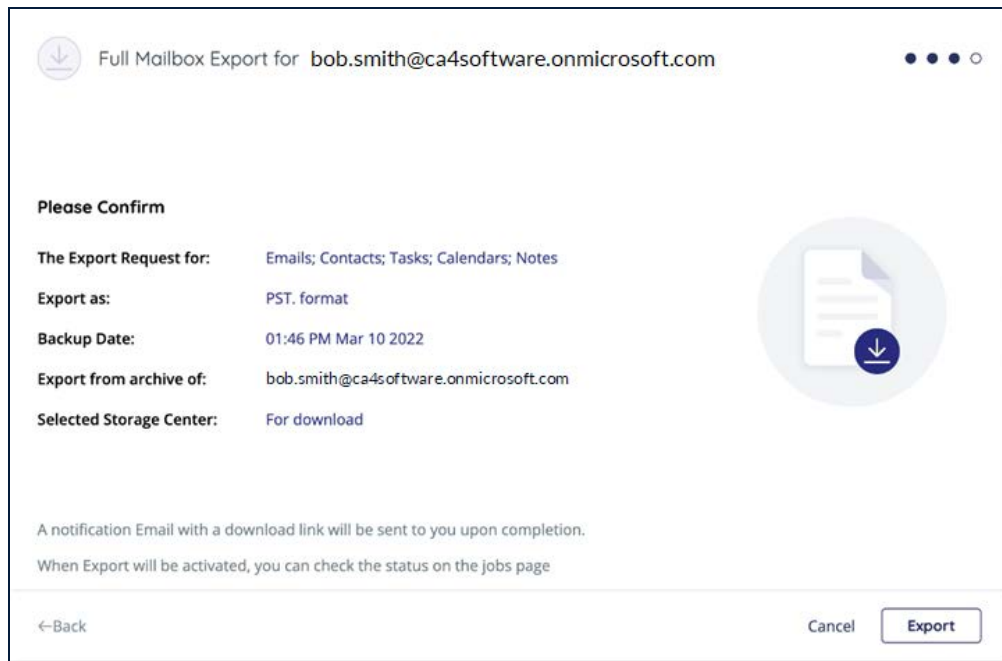 Full Mailbox Export for bob.smith@ca4software.onmicrosoft.com
Please Confirm
The Export Request for: Emails; Contacts; Tasks; Calendars; Notes
Export as: PST. format
Backup Date: 01:46 PM Mar 10 2022
Export from archive of: bob.smith@ca4software.onmicrosoft.com
Selected Storage Center: For download
A notification Email with a download link will be sent to you upon completion.
When Export will be activated, you can check the status on the jobs page
←Back Cancel Export